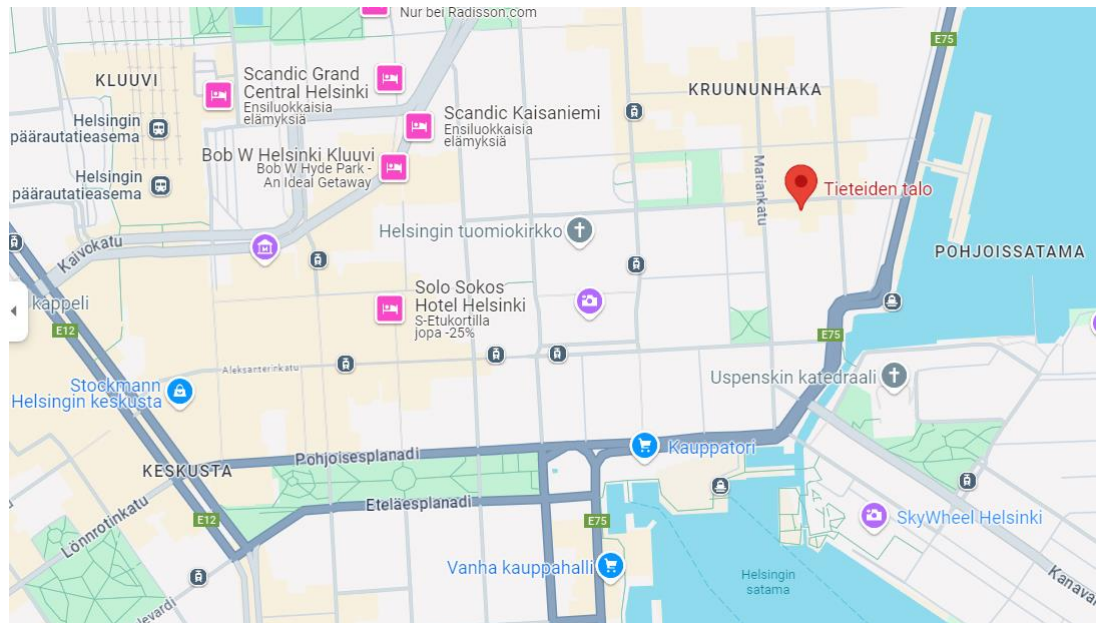 Nur bei Radisson.com
E75
KLUUVI
Scandic Grand
Central Helsinki
Ensiluokkaisia
elämyksiä
KRUUNUNHAKA
Scandic Kaisaniemi
Ensiluokkaisia
elämyksiä
Helsingin
päärautatieasema
Bob W Helsinki Kluuvi
Bob W Hyde Park -
An Ideal Getaway
Mariankatu
Helsingin
päärautatieasema
Tieteiden talo
Helsingin tuomiokirkko
Kaivokatu
POHJOISSATAMA
kappeli
Solo Sokos
Hotel Helsinki
S-Etukortilla
jopa -25%
E12
E75
Aleksanterinkatu
Uspenskin katedraali
Stockmann
Helsingin keskusta
Kauppatori
Pohjoisesplanadi
KESKUSTA
Eteläesplanadi
Lönnrotinkatu
E12
E75
SkyWheel Helsinki
Vanha kauppahalli
Helsingin
satama
Kanava
levardi